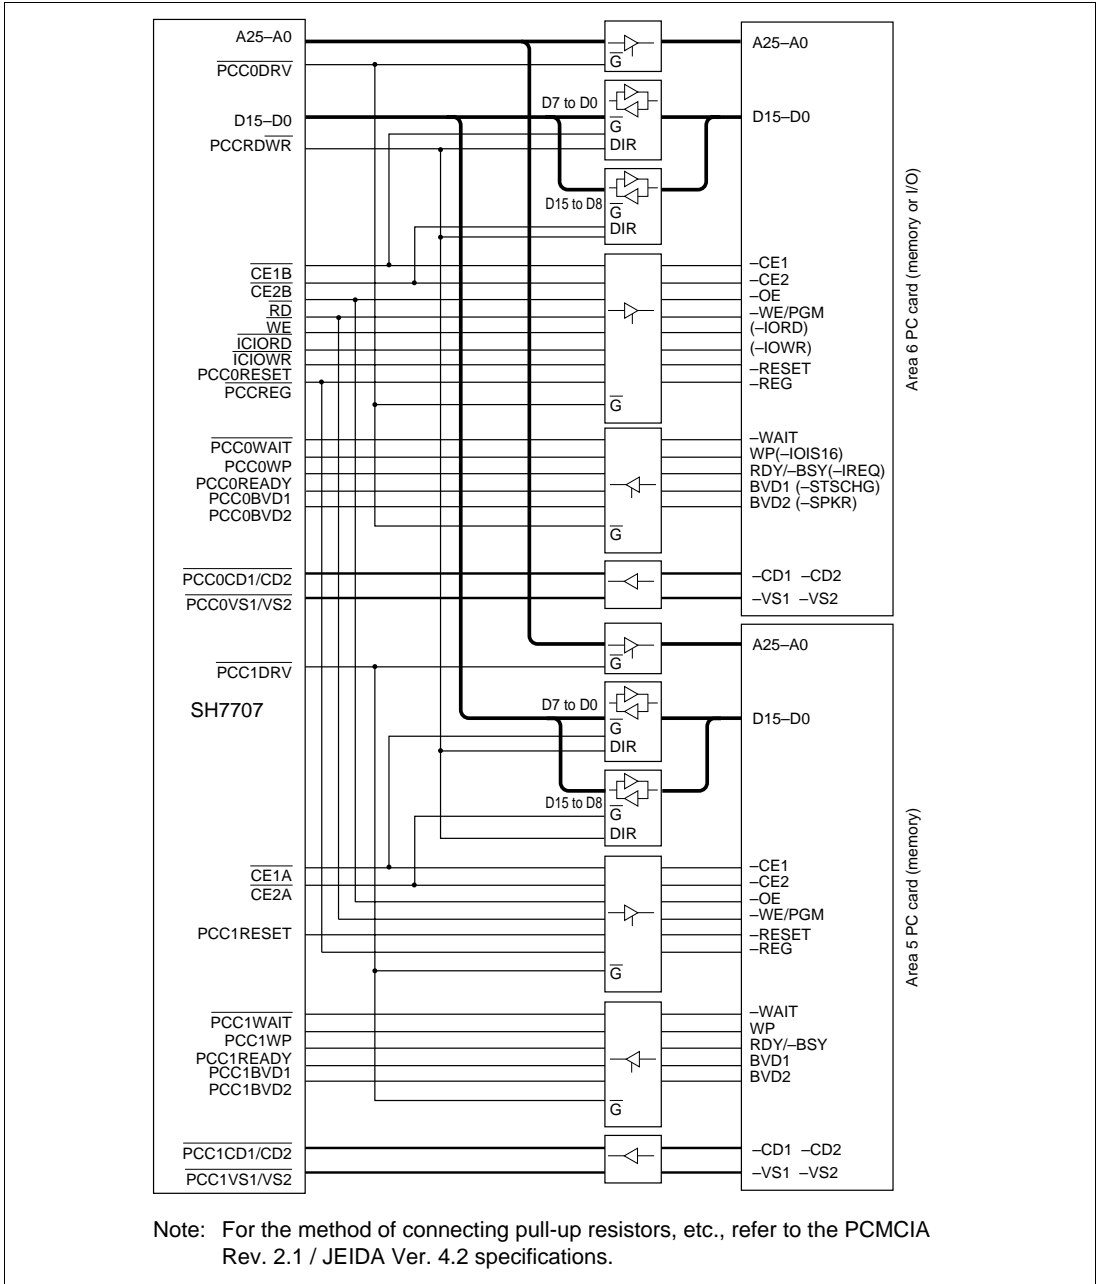 A25–A0
PCC0DRV
D15–D0
PCCRDWR
CE1B
CE2B
RD
WE
ICIORD
ICIOWR
PCC0RESET
PCCREG
PCC0WAIT
PCC0WP
PCC0READY
PCC0BVD1
PCC0BVD2
PCC0CD1/CD2
PCC0VS1/VS2
PCC1DRV
SH7707
CE1A
CE2A
PCC1RESET
PCC1WAIT
PCC1WP
PCC1READY
PCC1BVD1
PCC1BVD2
PCC1CD1/CD2
PCC1VS1/VS2
G
D7 to D0
G
DIR
D15 to D8
G
DIR
G
G
G
D7 to D0
G
DIR
D15 to D8
G
DIR
G
G
A25–A0
D15–D0
–CE1
–CE2
–OE
–WE/PGM
(–IORD)
(–IOWR)
–RESET
–REG
–WAIT
WP(–IOIS16)
RDY/–BSY(–IREQ)
BVD1 (–STSCHG)
BVD2 (–SPKR)
–CD1 –CD2
–VS1 –VS2
Area 6 PC card (memory or I/O)
A25–A0
D15–D0
–CE1
–CE2
–OE
–WE/PGM
–RESET
–REG
–WAIT
WP
RDY/–BSY
BVD1
BVD2
–CD1 –CD2
–VS1 –VS2
Area 5 PC card (memory)
Note: For the method of connecting pull-up resistors, etc., refer to the PCMCIA
Rev. 2.1 / JEIDA Ver. 4.2 specifications.